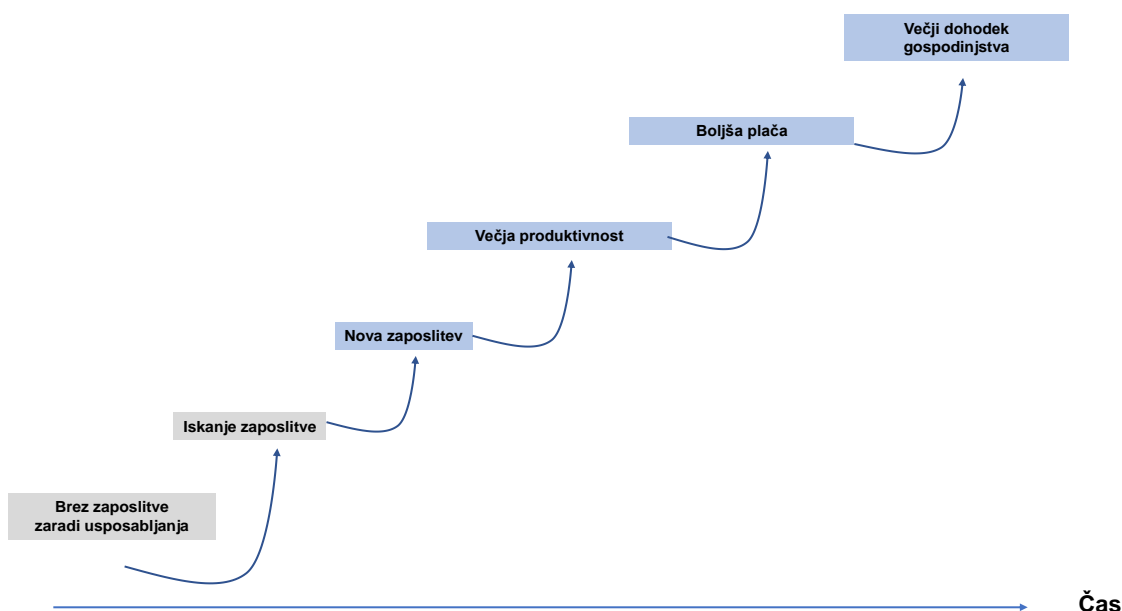 Večji dohodek
gospodinjstva
Boljša plača
Večja produktivnost
Nova zaposlitev
Iskanje zaposlitve
Brez zaposlitve
zaradi usposabljanja
Čas